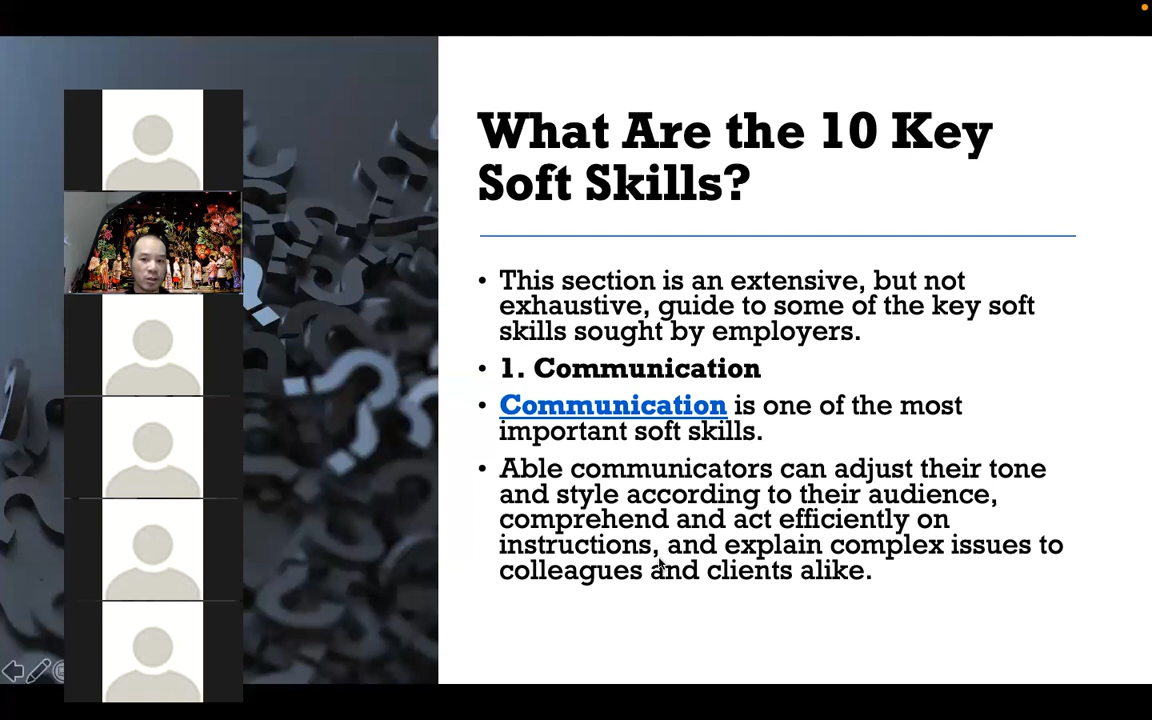 What Are the 10 Key
Soft Skills?
• This section is an extensive, but not
exhaustive, guide to some of the key soft
skills sought by employers.
• 1. Communication
• Communication is one of the most
important soft skills.
• Able communicators can adjust their tone
and style according to their audience,
comprehend and act efficiently on
instructions, and explain complex issues to
colleagues and clients alike.